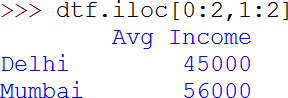 >>> dtf.iloc[0:2,1:2]
Avg Income
Delhi 45000
Mumbai 56000